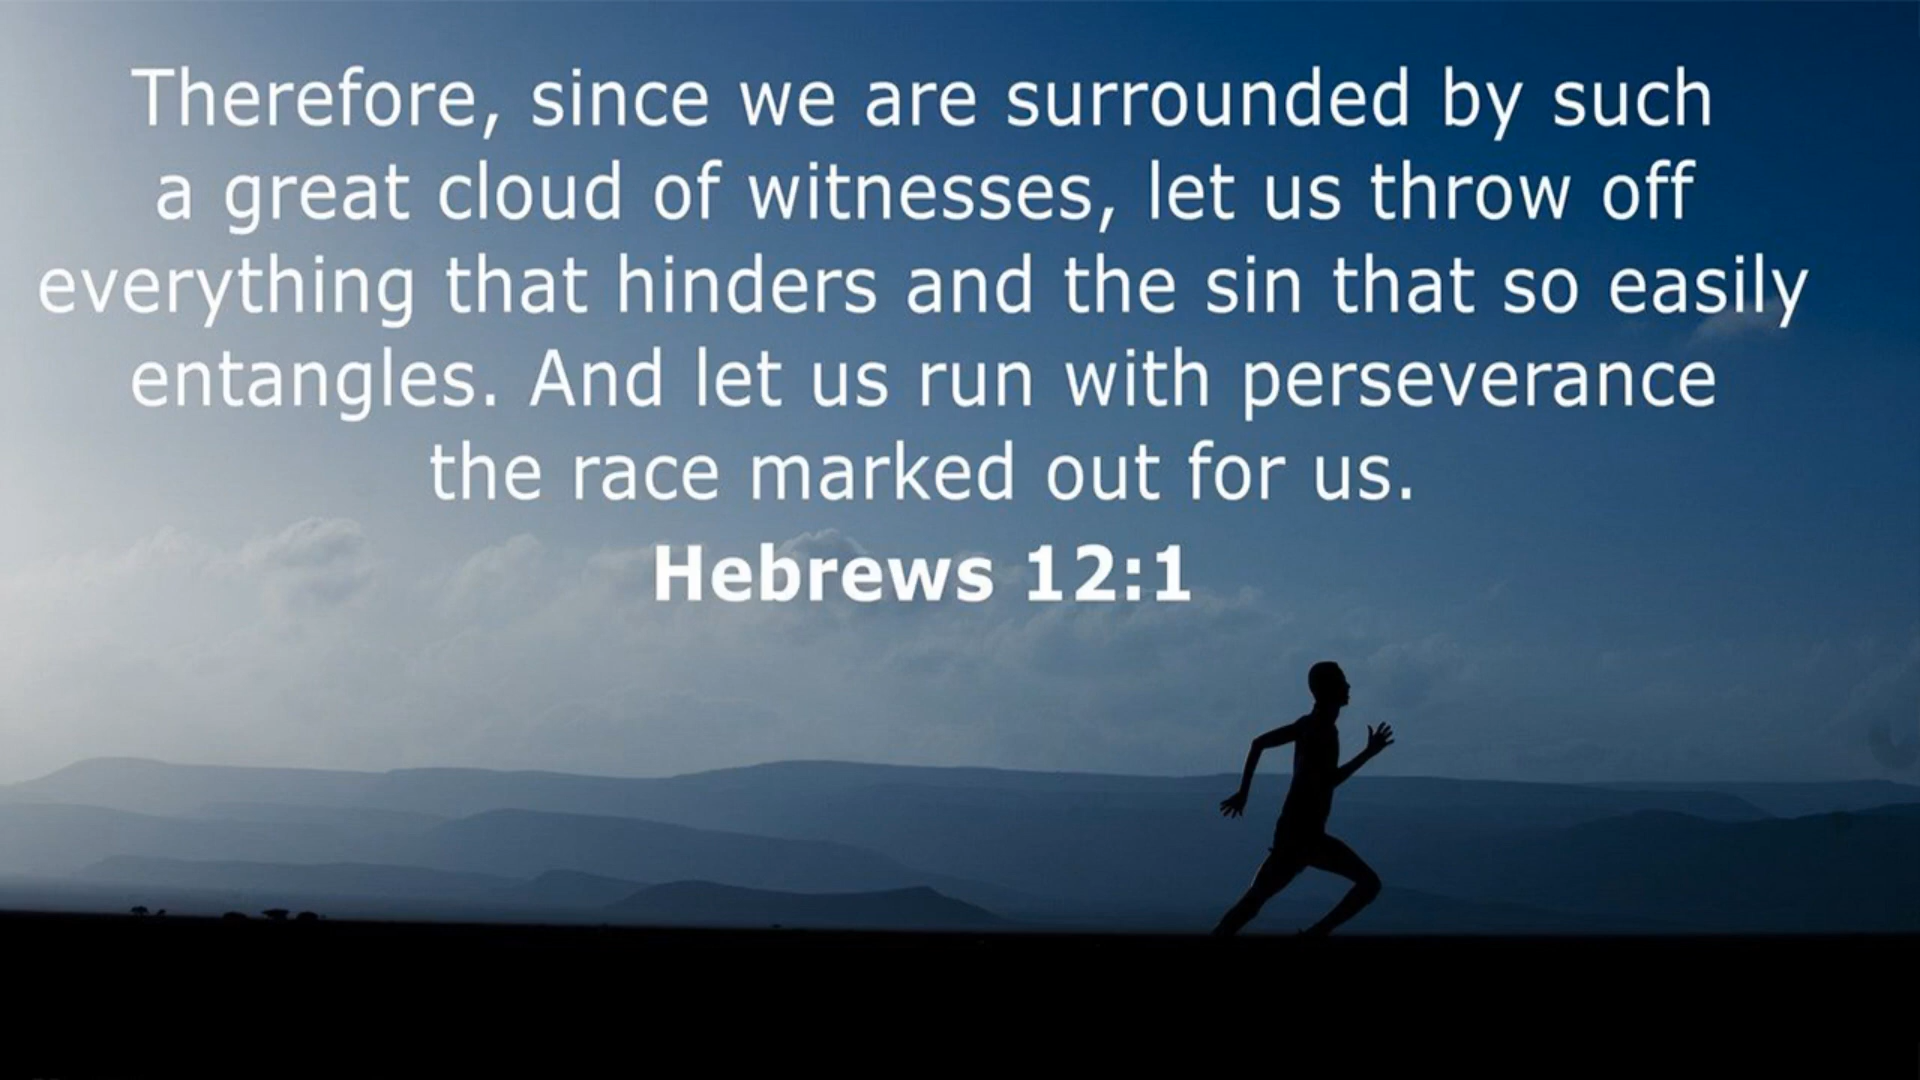 Therefore, since we are surrounded by such
a great cloud of witnesses, let us throw off
everything that hinders and the sin that so easily
entangles. And let us run with perseverance
the race marked out for us.
Hebrews 12:1